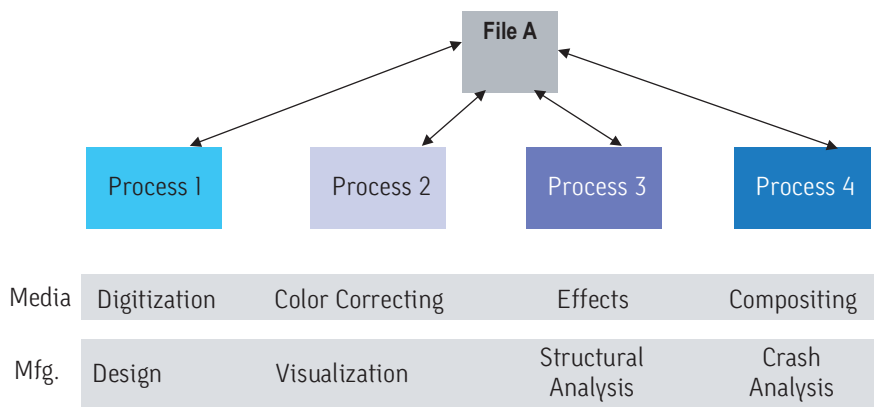 File A
Process 1 Process 2 Process 3 Process 4
Media Digitization Color Correcting Effects Compositing
Mfg. Design Visualization Structural Analysis Crash Analysis